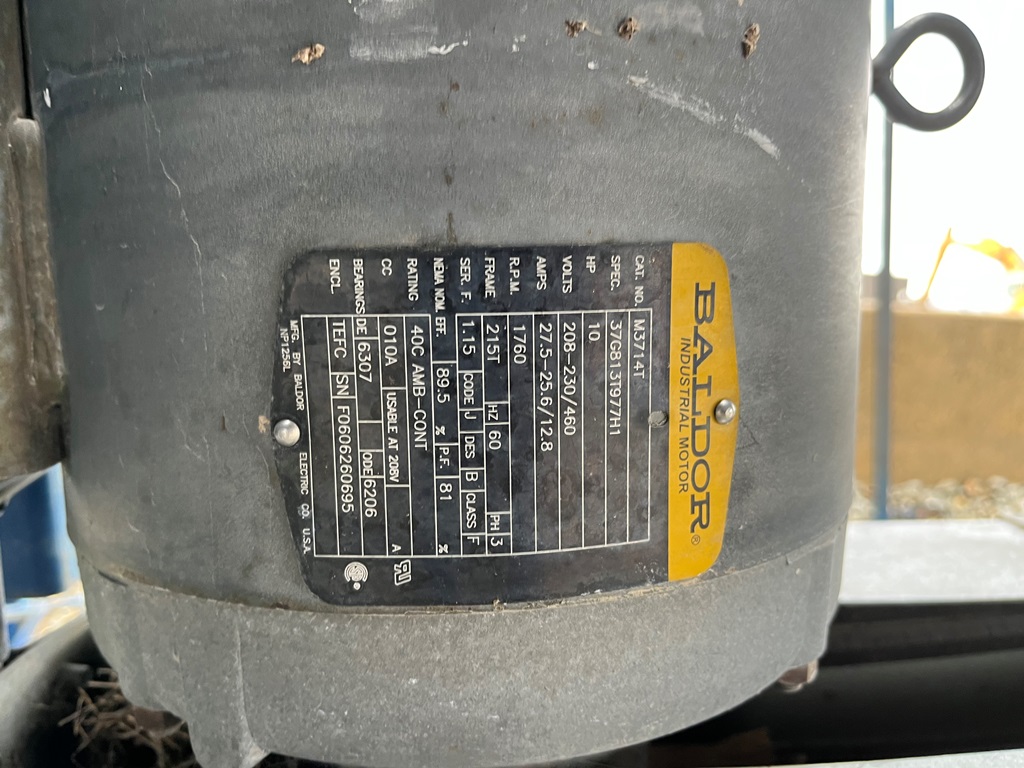 BALDOR®
INDUSTRIAL MOTOR
CAT. NO. M3714T
SPEC. 37G813T977H1
HP 10
VOLTS 208-230/460
AMPS 27.5-25.6/12.8
R.P.M. 1760
FRAME 215T HZ 60 PH 3
SER. F. 1.15 CODE J DES B CLASS F
NEMA NOM. EFF. 89.5 % P.F. 81 %
RATING 40C AMB-CONT
CC 010A USABLE AT 208V A
BEARINGS DE 6307 ODE 6206
ENCL. TEFC SN F0606260695
MFG. BY BALDOR ELECTRIC CO. U.S.A.
NP1256L